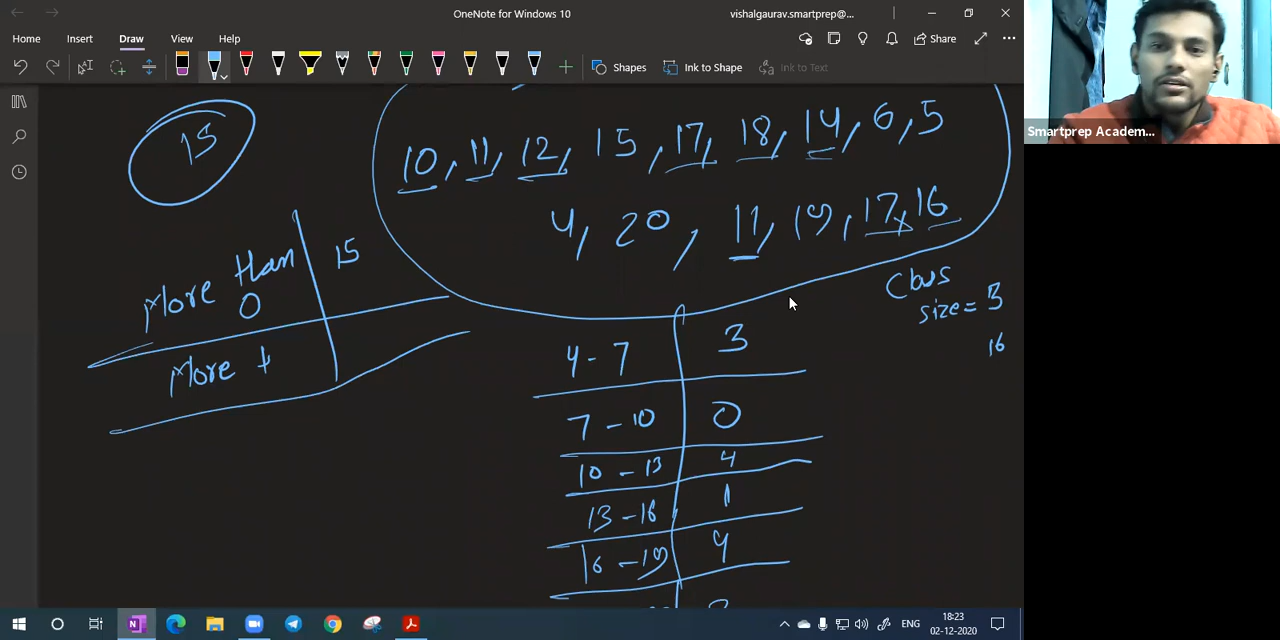 OneNote for Windows 10
vishalgaurav.smartprep@...
Home Insert Draw View Help
Share
Shapes
Ink to Shape
Ink to Text
Smartprep Academ...
15
10, 11, 12, 15, 17, 18, 14, 6, 5
4, 20, 11, 19, 17, 16
More than
0
15
More t
Class
size = 3
16
4 - 7 3
7 - 10 0
10 - 13 4
13 - 16 1
16 - 19 4
ENG
18:23
02-12-2020